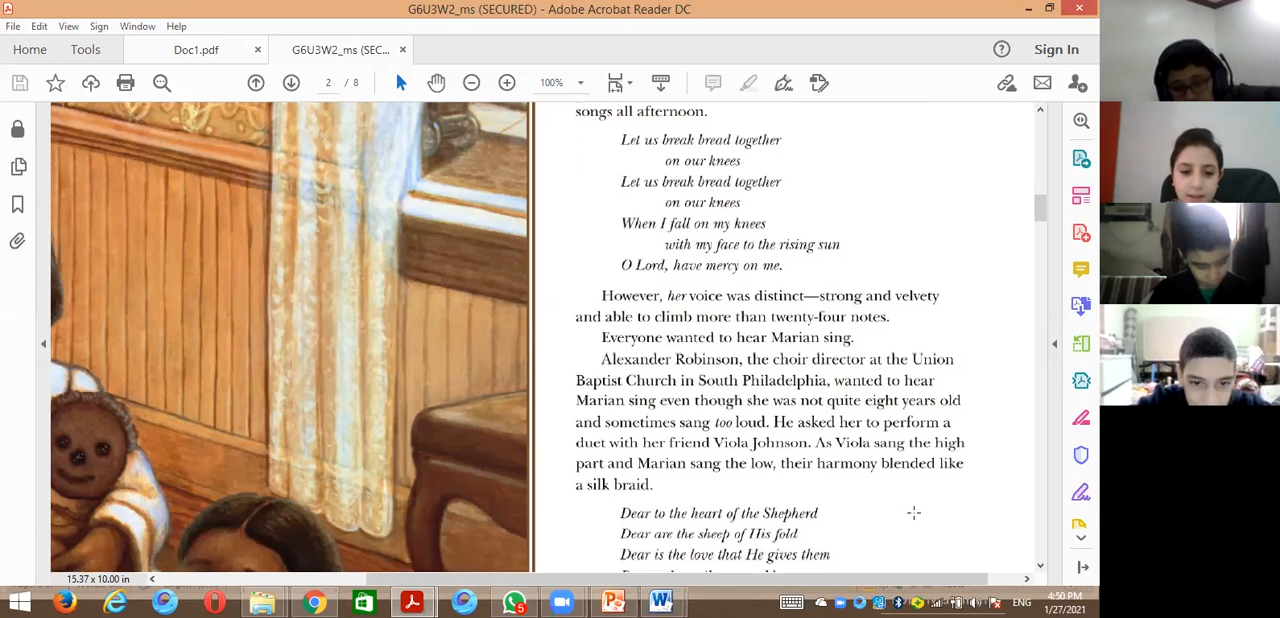 G6U3W2_ms (SECURED) - Adobe Acrobat Reader DC
File Edit View Sign Window Help
Home Tools Doc1.pdf × G6U3W2_ms (SEC... × Sign In
2 / 8 100%
songs all afternoon.
Let us break bread together
on our knees
Let us break bread together
on our knees
When I fall on my knees
with my face to the rising sun
O Lord, have mercy on me.
However, her voice was distinct—strong and velvety
and able to climb more than twenty-four notes.
Everyone wanted to hear Marian sing.
Alexander Robinson, the choir director at the Union
Baptist Church in South Philadelphia, wanted to hear
Marian sing even though she was not quite eight years old
and sometimes sang too loud. He asked her to perform a
duet with her friend Viola Johnson. As Viola sang the high
part and Marian sang the low, their harmony blended like
a silk braid.
Dear to the heart of the Shepherd
Dear are the sheep of His fold
Dear is the love that He gives them
15.37 x 10.00 in
5
ENG
4:50 PM
1/27/2021